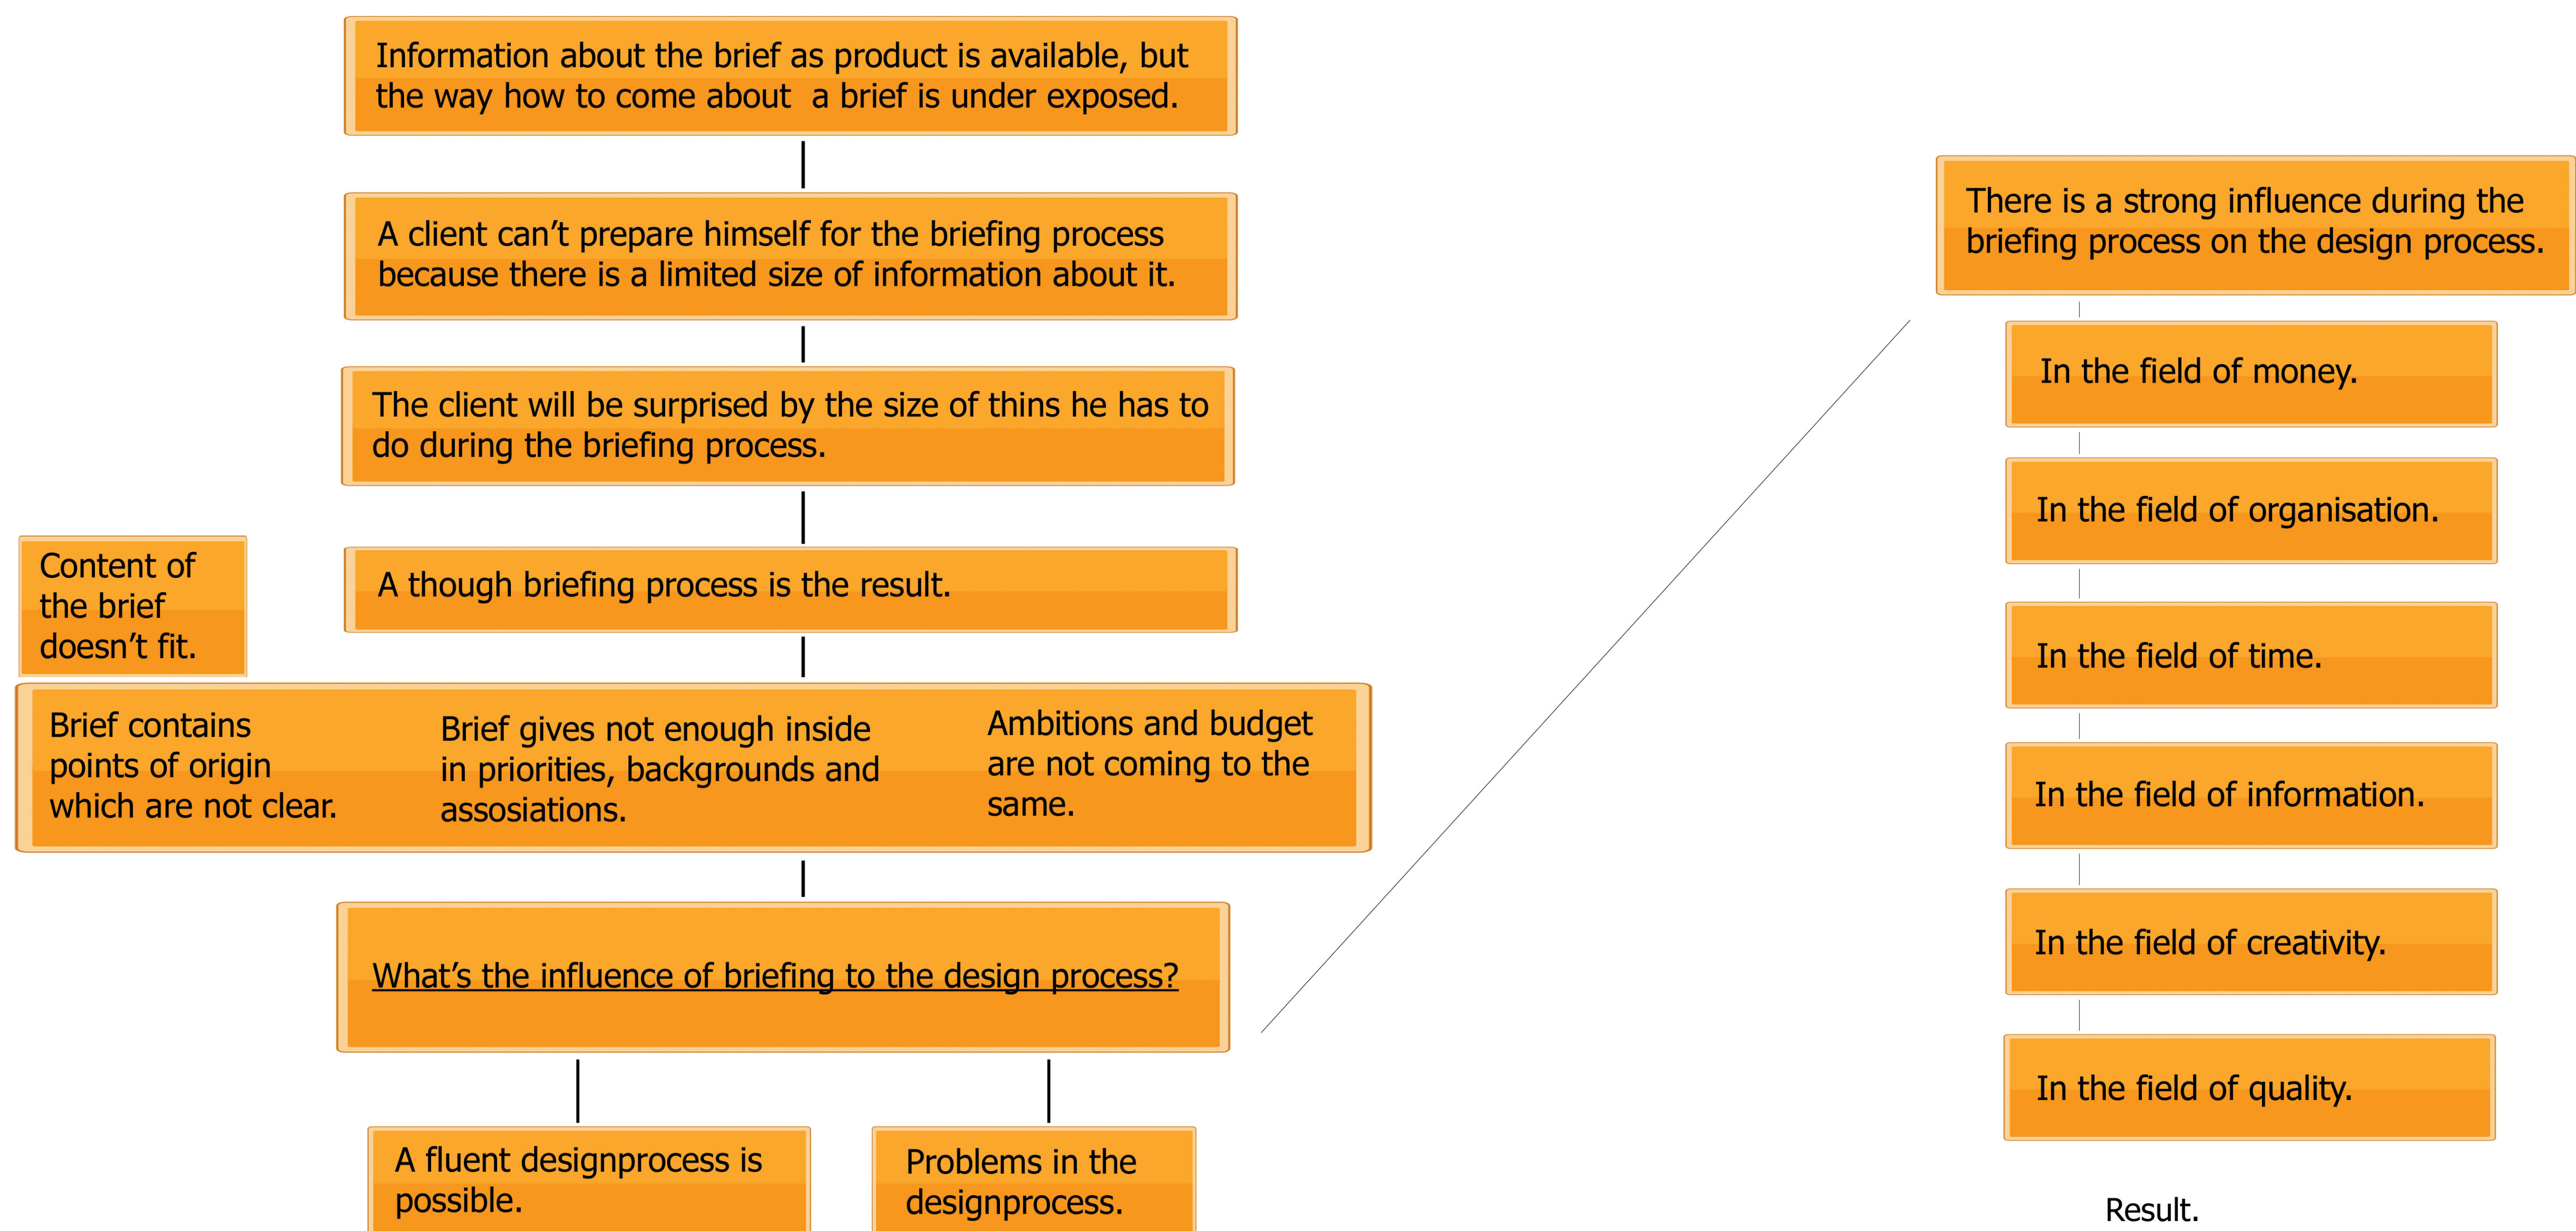 Information about the brief as product is available, but
the way how to come about  a brief is under exposed.
A client can’t prepare himself for the briefing process
because there is a limited size of information about it.
The client will be surprised by the size of thins he has to
do during the briefing process.
A though briefing process is the result.
Content of
the brief
doesn’t fit.
Brief contains
points of origin
which are not clear.
Brief gives not enough inside
in priorities, backgrounds and
assosiations.
Ambitions and budget
are not coming to the
same.
What’s the influence of briefing to the design process?
A fluent designprocess is
possible.
Problems in the
designprocess.
There is a strong influence during the
briefing process on the design process.
In the field of money.
In the field of organisation.
In the field of time.
In the field of information.
In the field of creativity.
In the field of quality.
Result.